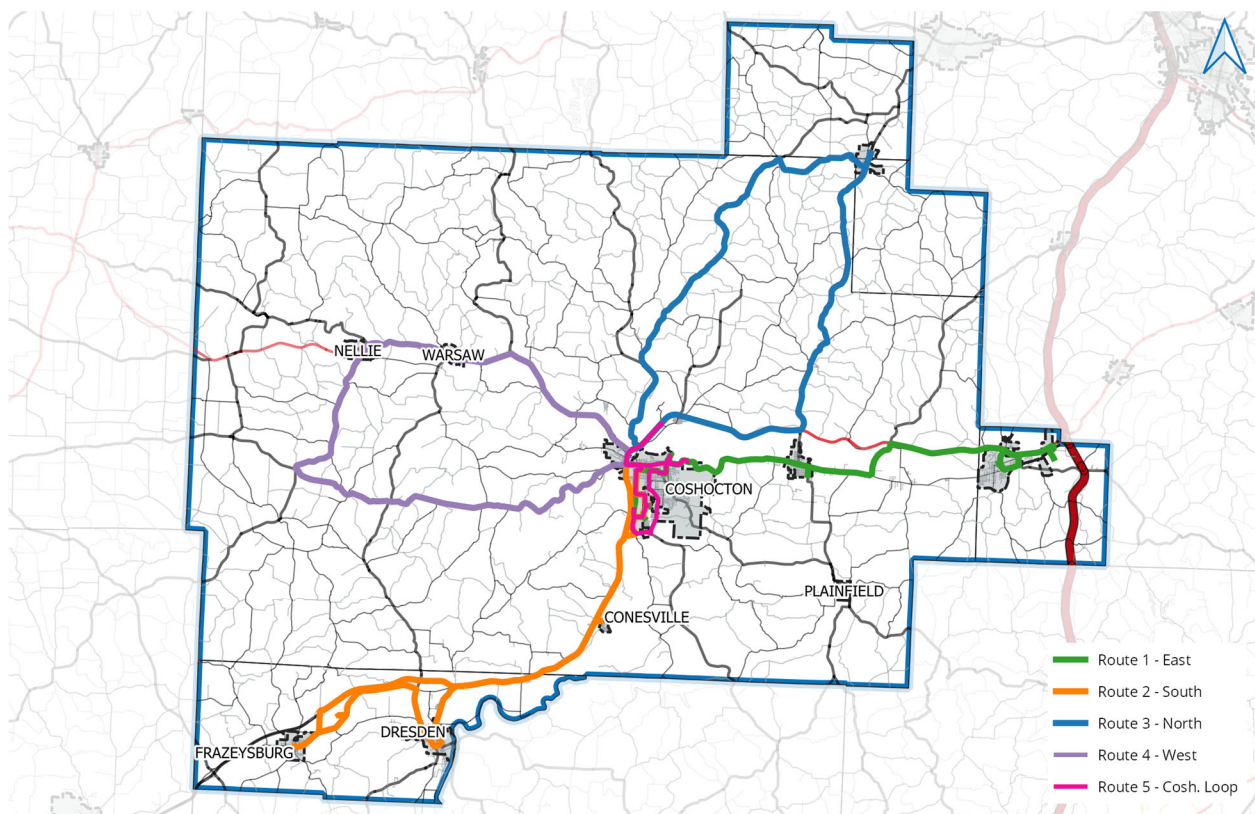 NELLIE
WARSAW
COSHOCTON
PLAINFIELD
CONESVILLE
DRESDEN
FRAZEYSBURG
Route 1 - East
Route 2 - South
Route 3 - North
Route 4 - West
Route 5 - Cosh. Loop